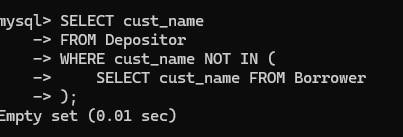 mysql> SELECT cust_name
    -> FROM Depositor
    -> WHERE cust_name NOT IN (
    ->     SELECT cust_name FROM Borrower
    -> );
Empty set (0.01 sec)